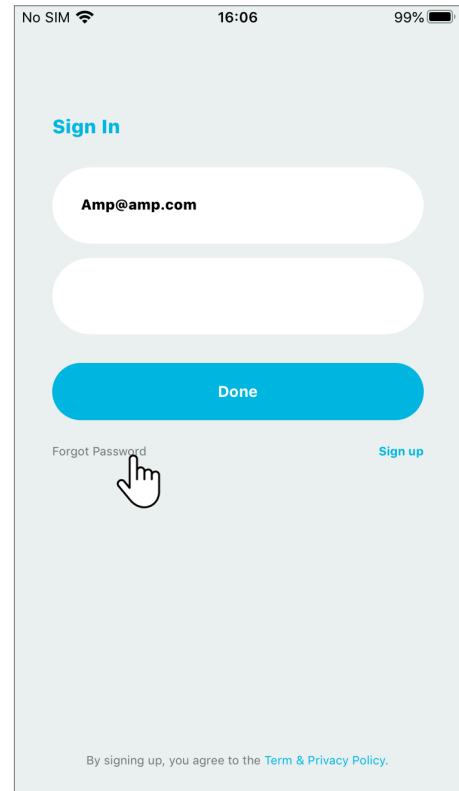 No SIM 16:06 99%
Sign In
Amp@amp.com
Done
Forgot Password Sign up
By signing up, you agree to the Term & Privacy Policy.